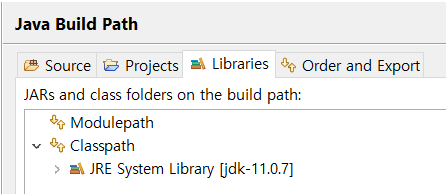 Java Build Path
Source Projects Libraries Order and Export
JARs and class folders on the build path:
Modulepath
Classpath
JRE System Library [jdk-11.0.7]